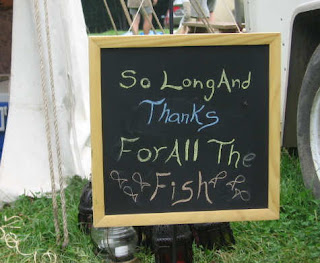 So Long And
Thanks
For All The
Fish